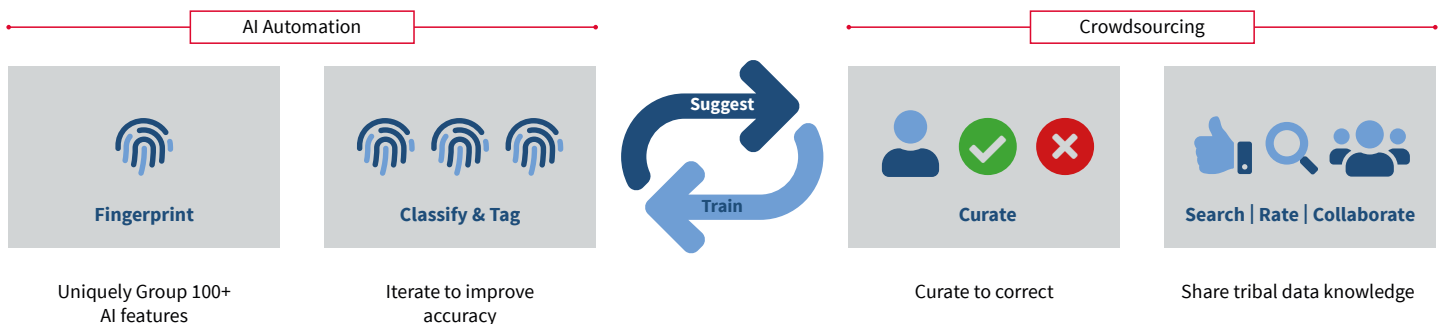 AI Automation
Crowdsourcing
Suggest
Train
Fingerprint
Classify & Tag
Curate
Search | Rate | Collaborate
Uniquely Group 100+
AI features
Iterate to improve
accuracy
Curate to correct
Share tribal data knowledge